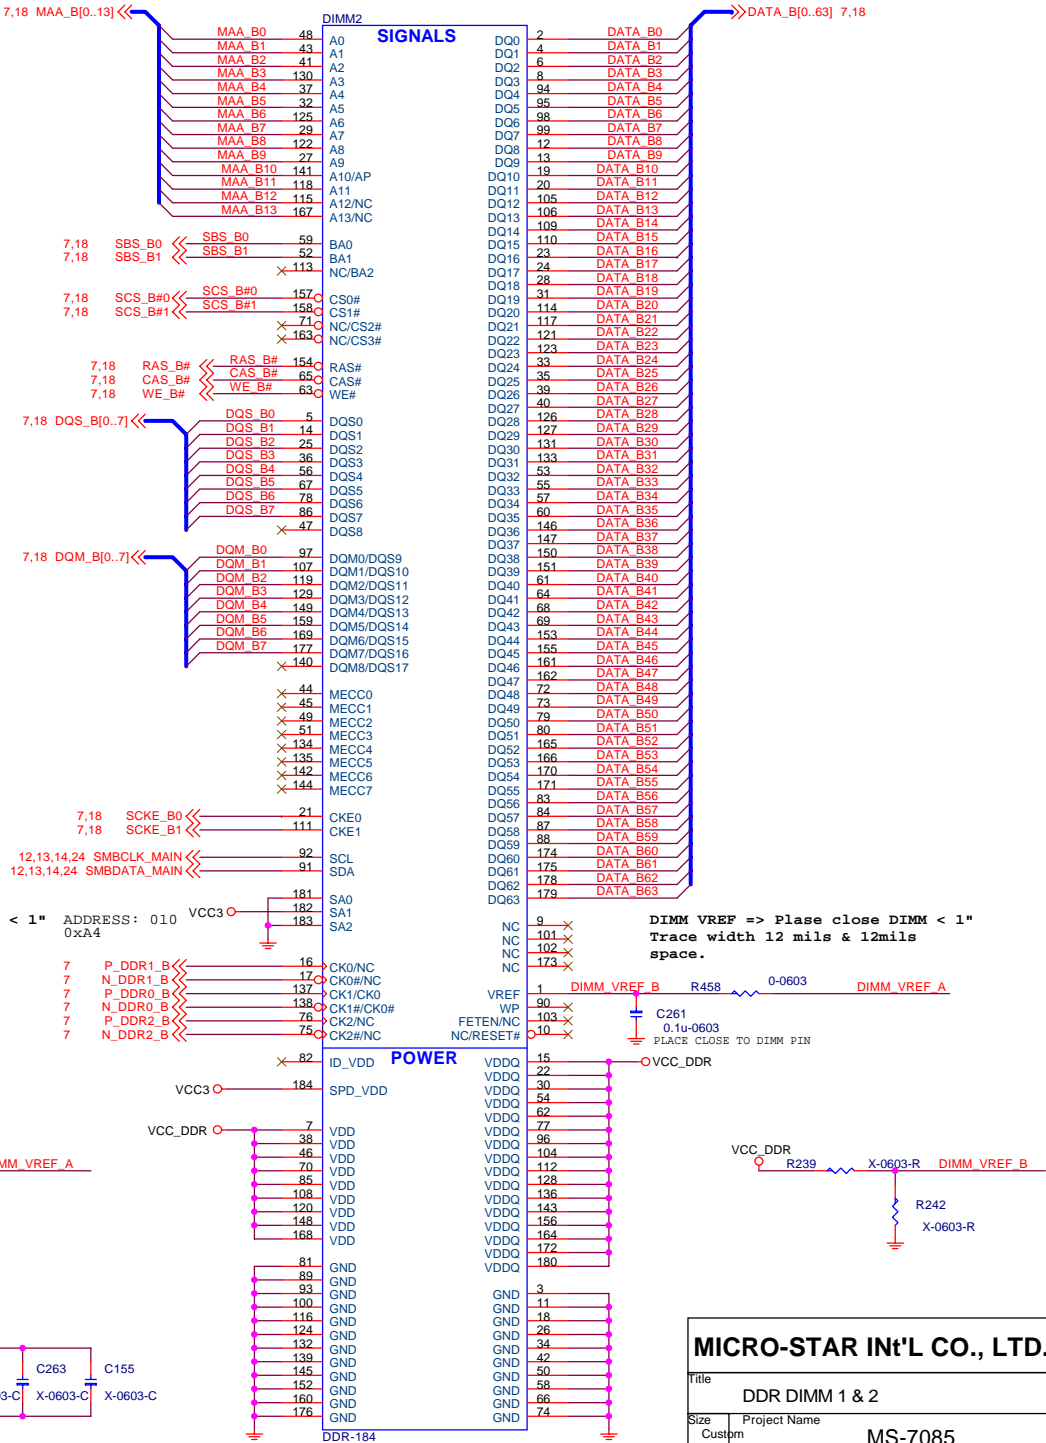 7,18 MAA_B[0..13]
DATA_B[0..63] 7,18
DIMM2
SIGNALS
MAA_B0 48 A0 DQ0 2 DATA_B0
MAA_B1 43 A1 DQ1 4 DATA_B1
MAA_B2 41 A2 DQ2 6 DATA_B2
MAA_B3 130 A3 DQ3 8 DATA_B3
MAA_B4 37 A4 DQ4 94 DATA_B4
MAA_B5 32 A5 DQ5 95 DATA_B5
MAA_B6 125 A6 DQ6 98 DATA_B6
MAA_B7 29 A7 DQ7 99 DATA_B7
MAA_B8 122 A8 DQ8 12 DATA_B8
MAA_B9 27 A9 DQ9 13 DATA_B9
MAA_B10 141 A10/AP DQ10 19 DATA_B10
MAA_B11 118 A11 DQ11 20 DATA_B11
MAA_B12 115 A12/NC DQ12 105 DATA_B12
MAA_B13 167 A13/NC DQ13 106 DATA_B13
DQ14 109 DATA_B14
7,18 SBS_B0 SBS_B0 59 BA0 DQ15 110 DATA_B15
7,18 SBS_B1 SBS_B1 52 BA1 DQ16 23 DATA_B16
113 NC/BA2 DQ17 24 DATA_B17
DQ18 28 DATA_B18
7,18 SCS_B#0 SCS_B#0 157 CS0# DQ19 31 DATA_B19
7,18 SCS_B#1 SCS_B#1 158 CS1# DQ20 114 DATA_B20
71 NC/CS2# DQ21 117 DATA_B21
163 NC/CS3# DQ22 121 DATA_B22
DQ23 123 DATA_B23
7,18 RAS_B# RAS_B# 154 RAS# DQ24 33 DATA_B24
7,18 CAS_B# CAS_B# 65 CAS# DQ25 35 DATA_B25
7,18 WE_B# WE_B# 63 WE# DQ26 39 DATA_B26
DQ27 40 DATA_B27
7,18 DQS_B[0..7] DQS_B0 5 DQS0 DQ28 126 DATA_B28
DQS_B1 14 DQS1 DQ29 127 DATA_B29
DQS_B2 25 DQS2 DQ30 131 DATA_B30
DQS_B3 36 DQS3 DQ31 133 DATA_B31
DQS_B4 56 DQS4 DQ32 53 DATA_B32
DQS_B5 67 DQS5 DQ33 55 DATA_B33
DQS_B6 78 DQS6 DQ34 57 DATA_B34
DQS_B7 86 DQS7 DQ35 60 DATA_B35
47 DQS8 DQ36 146 DATA_B36
DQ37 147 DATA_B37
7,18 DQM_B[0..7] DQM_B0 97 DQM0/DQS9 DQ38 150 DATA_B38
DQM_B1 107 DQM1/DQS10 DQ39 151 DATA_B39
DQM_B2 119 DQM2/DQS11 DQ40 61 DATA_B40
DQM_B3 129 DQM3/DQS12 DQ41 64 DATA_B41
DQM_B4 149 DQM4/DQS13 DQ42 68 DATA_B42
DQM_B5 159 DQM5/DQS14 DQ43 69 DATA_B43
DQM_B6 169 DQM6/DQS15 DQ44 153 DATA_B44
DQM_B7 177 DQM7/DQS16 DQ45 155 DATA_B45
140 DQM8/DQS17 DQ46 161 DATA_B46
DQ47 162 DATA_B47
44 MECC0 DQ48 72 DATA_B48
45 MECC1 DQ49 73 DATA_B49
49 MECC2 DQ50 79 DATA_B50
51 MECC3 DQ51 80 DATA_B51
134 MECC4 DQ52 165 DATA_B52
135 MECC5 DQ53 166 DATA_B53
142 MECC6 DQ54 170 DATA_B54
144 MECC7 DQ55 171 DATA_B55
DQ56 83 DATA_B56
7,18 SCKE_B0 21 CKE0 DQ57 84 DATA_B57
7,18 SCKE_B1 111 CKE1 DQ58 87 DATA_B58
DQ59 88 DATA_B59
12,13,14,24 SMBCLK_MAIN 92 SCL DQ60 174 DATA_B60
12,13,14,24 SMBDATA_MAIN 91 SDA DQ61 175 DATA_B61
DQ62 178 DATA_B62
181 SA0 DQ63 179 DATA_B63
VCC3 182 SA1
183 SA2 NC 9
< 1" ADDRESS: 010
0xA4
NC 101
NC 102
NC 173
DIMM VREF => Plase close DIMM < 1"
Trace width 12 mils & 12mils
space.
7 P_DDR1_B 16 CK0/NC
7 N_DDR1_B 17 CK0#/NC
7 P_DDR0_B 137 CK1/CK0 VREF 1 DIMM_VREF_B R458 0-0603 DIMM_VREF_A
7 N_DDR0_B 138 CK1#/CK0# WP 90
7 P_DDR2_B 76 CK2/NC FETEN/NC 103
7 N_DDR2_B 75 CK2#/NC NC/RESET# 10
C261
0.1u-0603
PLACE CLOSE TO DIMM PIN
POWER
82 ID_VDD VDDQ 15 VCC_DDR
VDDQ 22
VCC3 184 SPD_VDD VDDQ 30
VDDQ 54
VDDQ 62
VCC_DDR 7 VDD VDDQ 77
38 VDD VDDQ 96
46 VDD VDDQ 104
70 VDD VDDQ 112
85 VDD VDDQ 128
108 VDD VDDQ 136
120 VDD VDDQ 143
148 VDD VDDQ 156
168 VDD VDDQ 164
VDDQ 172
VDDQ 180
MM_VREF_A
VCC_DDR
R239 X-0603-R DIMM_VREF_B
R242
X-0603-R
81 GND
89 GND
93 GND GND 3
100 GND GND 11
116 GND GND 18
124 GND GND 26
132 GND GND 34
139 GND GND 42
145 GND GND 50
152 GND GND 58
160 GND GND 66
176 GND GND 74
DDR-184
C263 C155
03-C X-0603-C X-0603-C
MICRO-STAR INt'L CO., LTD.
Title
DDR DIMM 1 & 2
Size Project Name
Custom MS-7085